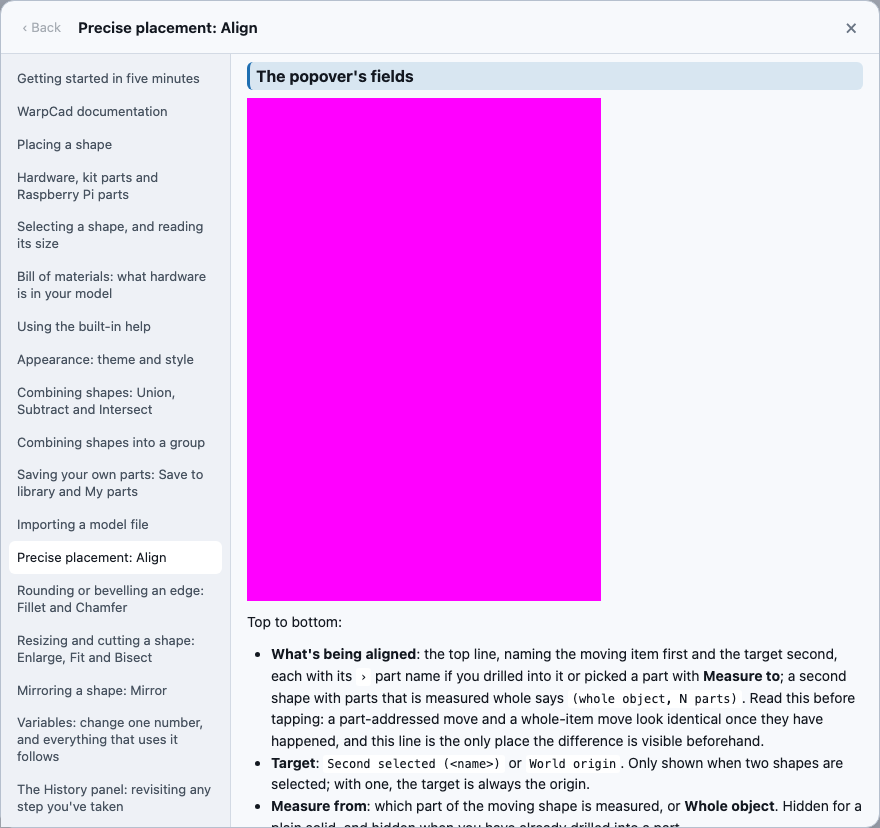 ‹ Back
Precise placement: Align
×
Getting started in five minutes
WarpCad documentation
Placing a shape
Hardware, kit parts and
Raspberry Pi parts
Selecting a shape, and reading
its size
Bill of materials: what hardware
is in your model
Using the built-in help
Appearance: theme and style
Combining shapes: Union,
Subtract and Intersect
Combining shapes into a group
Saving your own parts: Save to
library and My parts
Importing a model file
Precise placement: Align
Rounding or bevelling an edge:
Fillet and Chamfer
Resizing and cutting a shape:
Enlarge, Fit and Bisect
Mirroring a shape: Mirror
Variables: change one number,
and everything that uses it
follows
The History panel: revisiting any
step you've taken
The popover's fields
Top to bottom:
• What's being aligned: the top line, naming the moving item first and the target second,
each with its › part name if you drilled into it or picked a part with Measure to; a second
shape with parts that is measured whole says (whole object, N parts). Read this before
tapping: a part-addressed move and a whole-item move look identical once they have
happened, and this line is the only place the difference is visible beforehand.
• Target: Second selected (<name>) or World origin. Only shown when two shapes are
selected; with one, the target is always the origin.
• Measure from: which part of the moving shape is measured, or Whole object. Hidden for a
plain solid, and hidden when you have already drilled into a part.